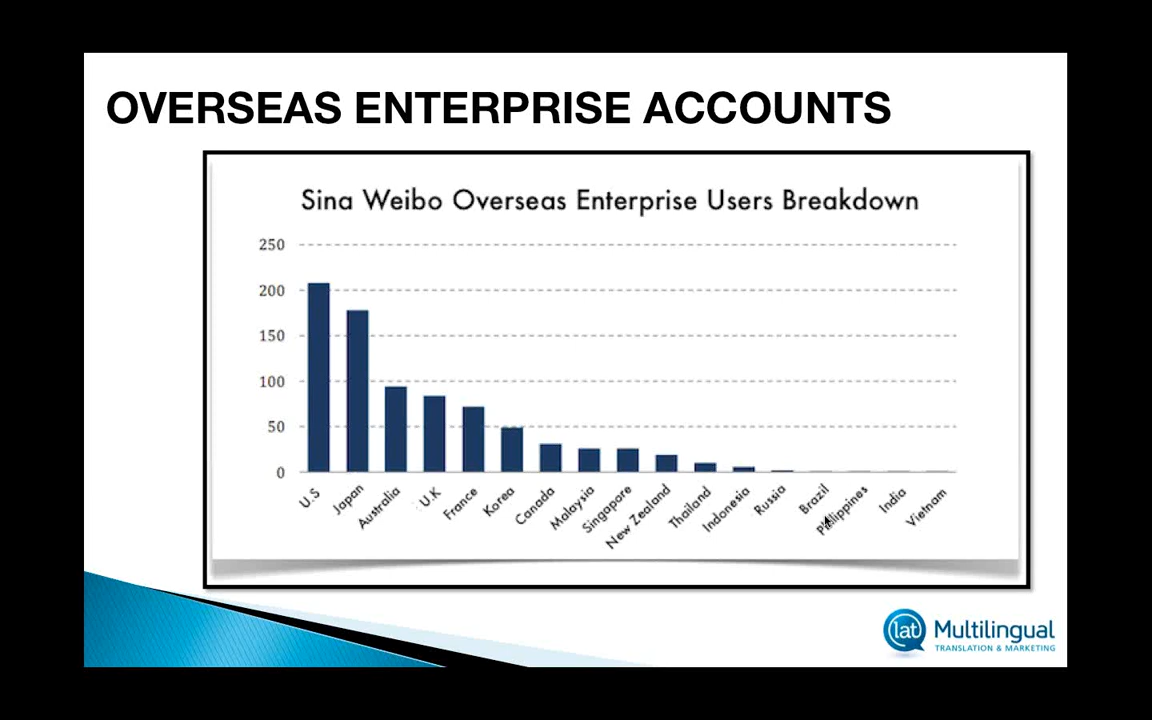 OVERSEAS ENTERPRISE ACCOUNTS
Sina Weibo Overseas Enterprise Users Breakdown
250
200
150
100
50
0
U.S
Japan
Australia
U.K
France
Korea
Canada
Malaysia
Singapore
New Zealand
Thailand
Indonesia
Russia
Brazil
Philippines
India
Vietnam
lat Multilingual
TRANSLATION & MARKETING